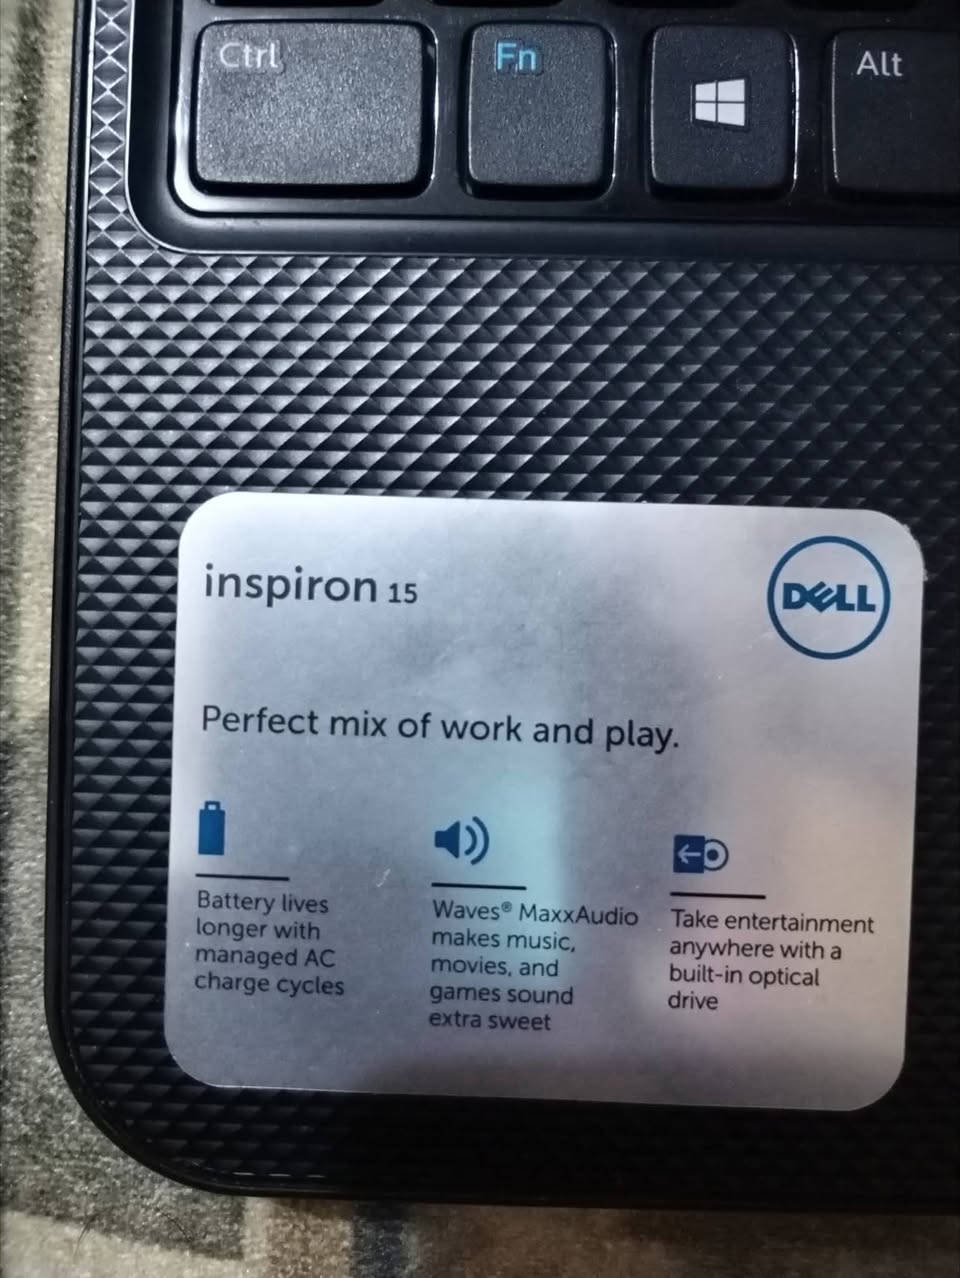 Ctrl Fn Alt
inspiron 15
DELL
Perfect mix of work and play.
Battery lives
longer with
managed AC
charge cycles
Waves® MaxxAudio
makes music,
movies, and
games sound
extra sweet
Take entertainment
anywhere with a
built-in optical
drive